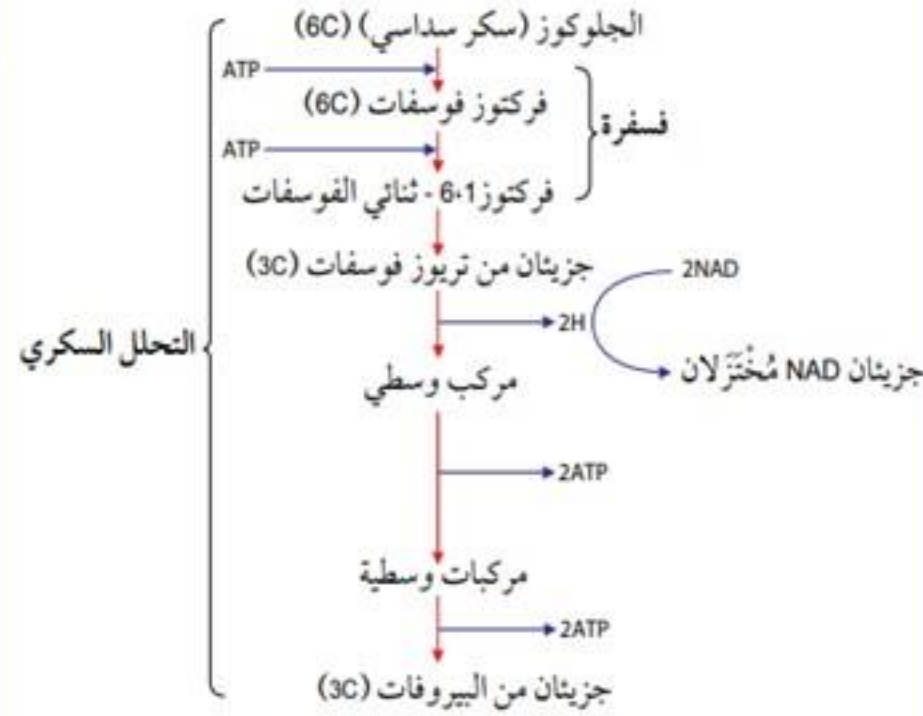 الجلوكوز (سكر سداسي) (6C)
ATP
فركتوز فوسفات (6C)
فسفرة
ATP
فركتوز 6،1 - ثنائي الفوسفات
جزيئان من تريوز فوسفات (3C)
2NAD
2H
التحلل السكري
جزيئان NAD مُخْتَزَلان
مركب وسطي
2ATP
مركبات وسطية
2ATP
جزيئان من البيروفات (3C)